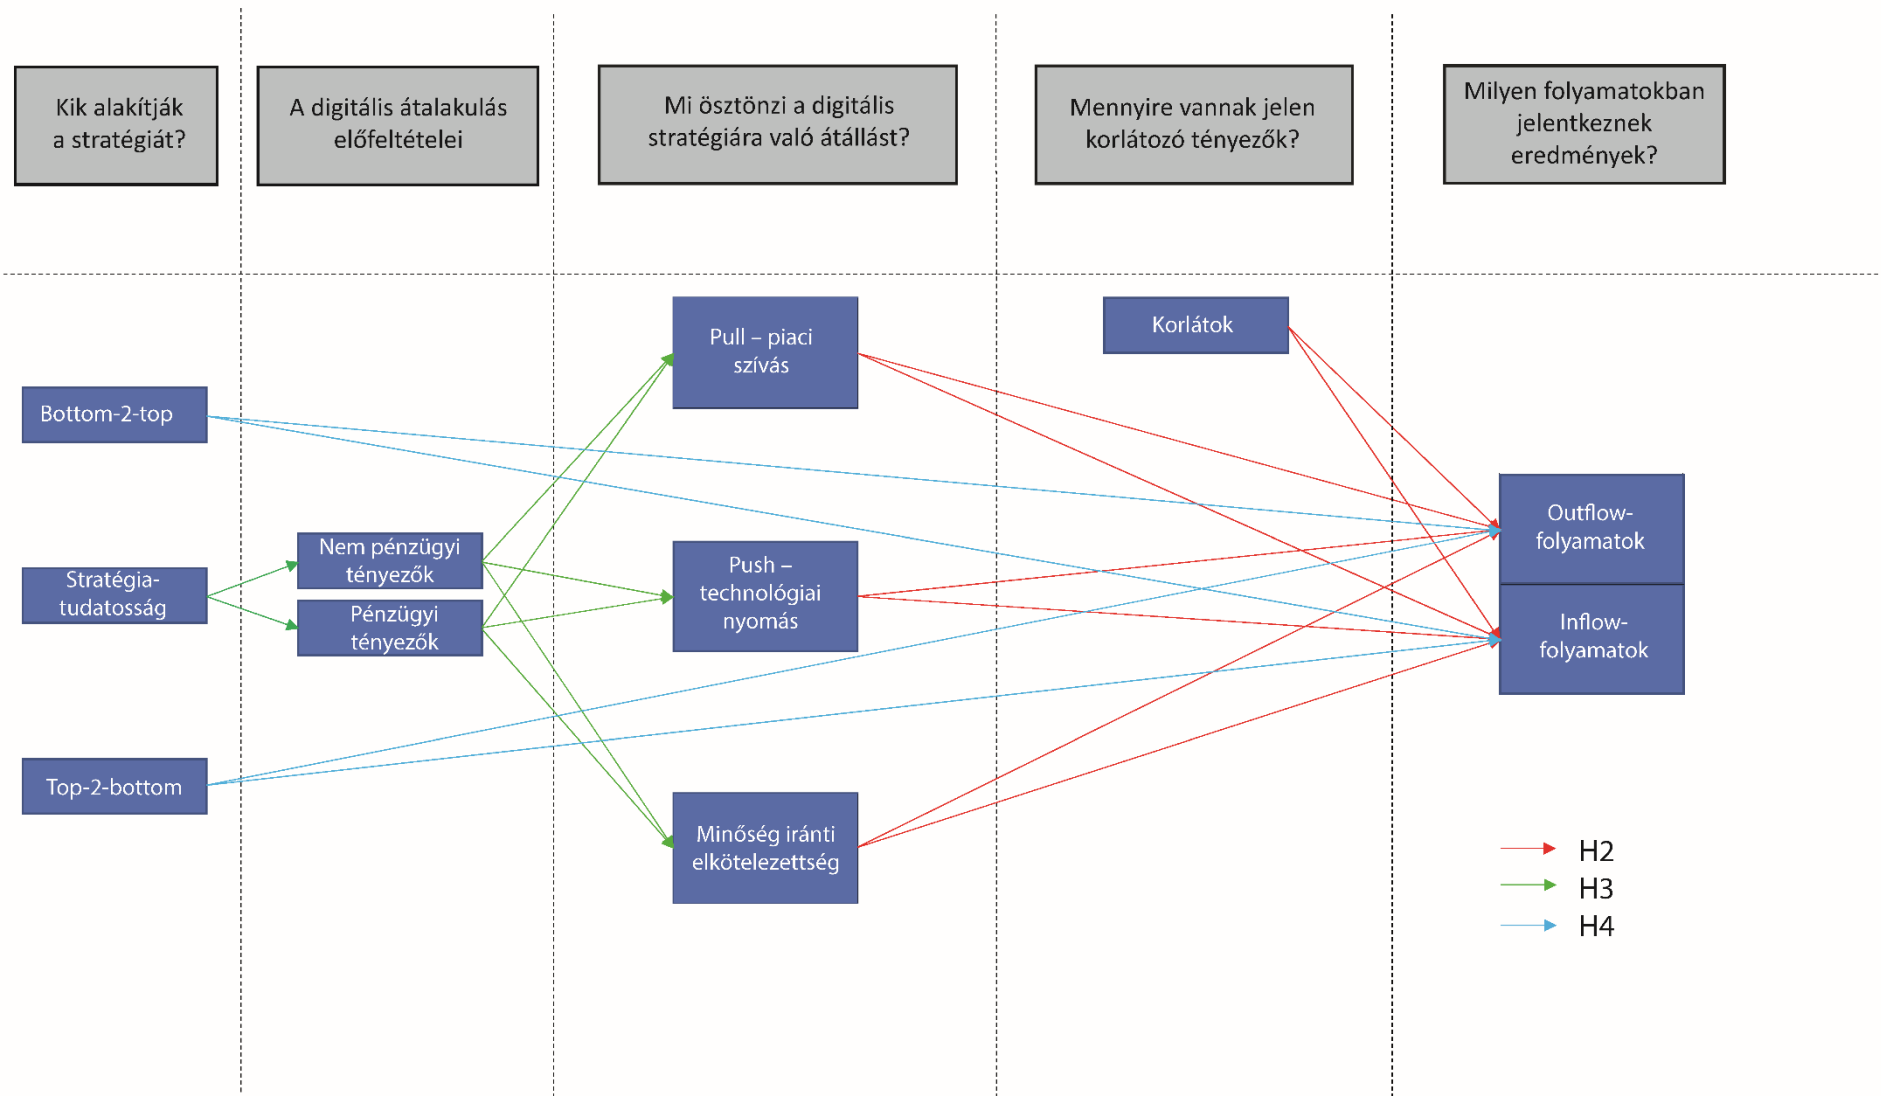 Kik alakítják
a stratégiát?
A digitális átalakulás
előfeltételei
Mi ösztönzi a digitális
stratégiára való átállást?
Mennyire vannak jelen
korlátozó tényezők?
Milyen folyamatokban
jelentkeznek
eredmények?
Bottom-2-top
Stratégia-
tudatosság
Top-2-bottom
Nem pénzügyi
tényezők
Pénzügyi
tényezők
Pull – piaci
szívás
Push –
technológiai
nyomás
Minőség iránti
elkötelezettség
Korlátok
Outflow-
folyamatok
Inflow-
folyamatok
H2
H3
H4